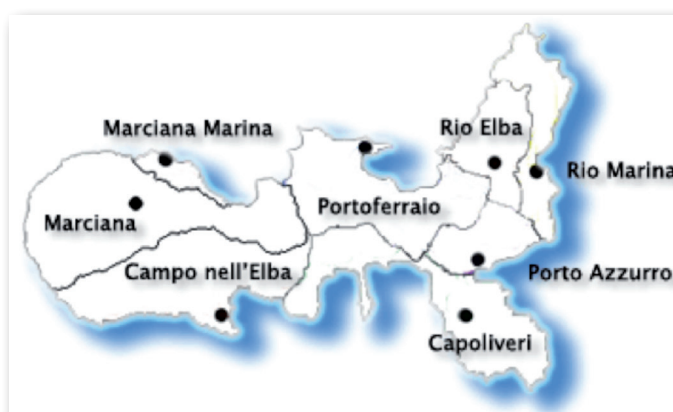 Marciana Marina
Rio Elba
Rio Marina
Portoferraio
Marciana
Campo nell'Elba
Porto Azzurro
Capoliveri